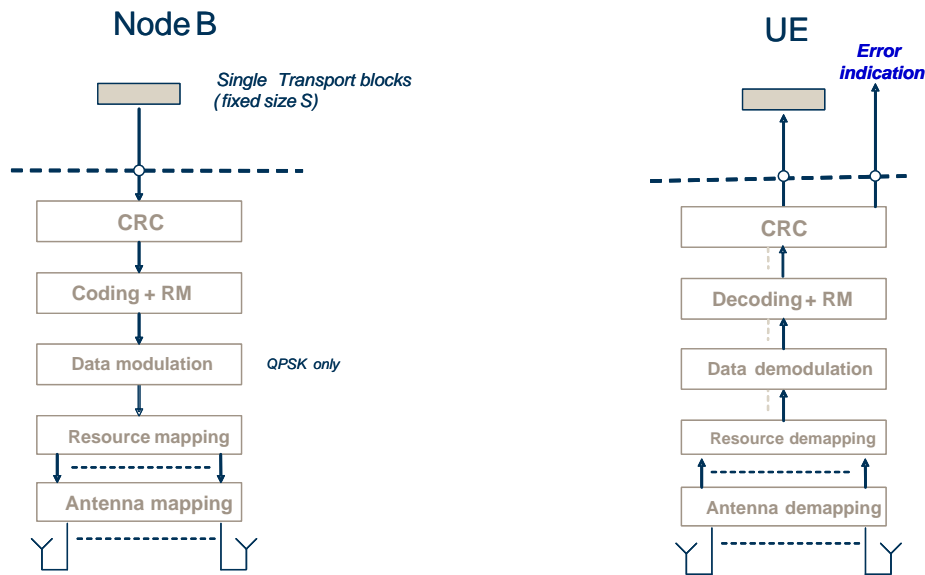 Node B
Single Transport blocks
(fixed size S)
CRC
Coding + RM
Data modulation
QPSK only
Resource mapping
Antenna mapping
UE
Error
indication
CRC
Decoding + RM
Data demodulation
Resource demapping
Antenna demapping